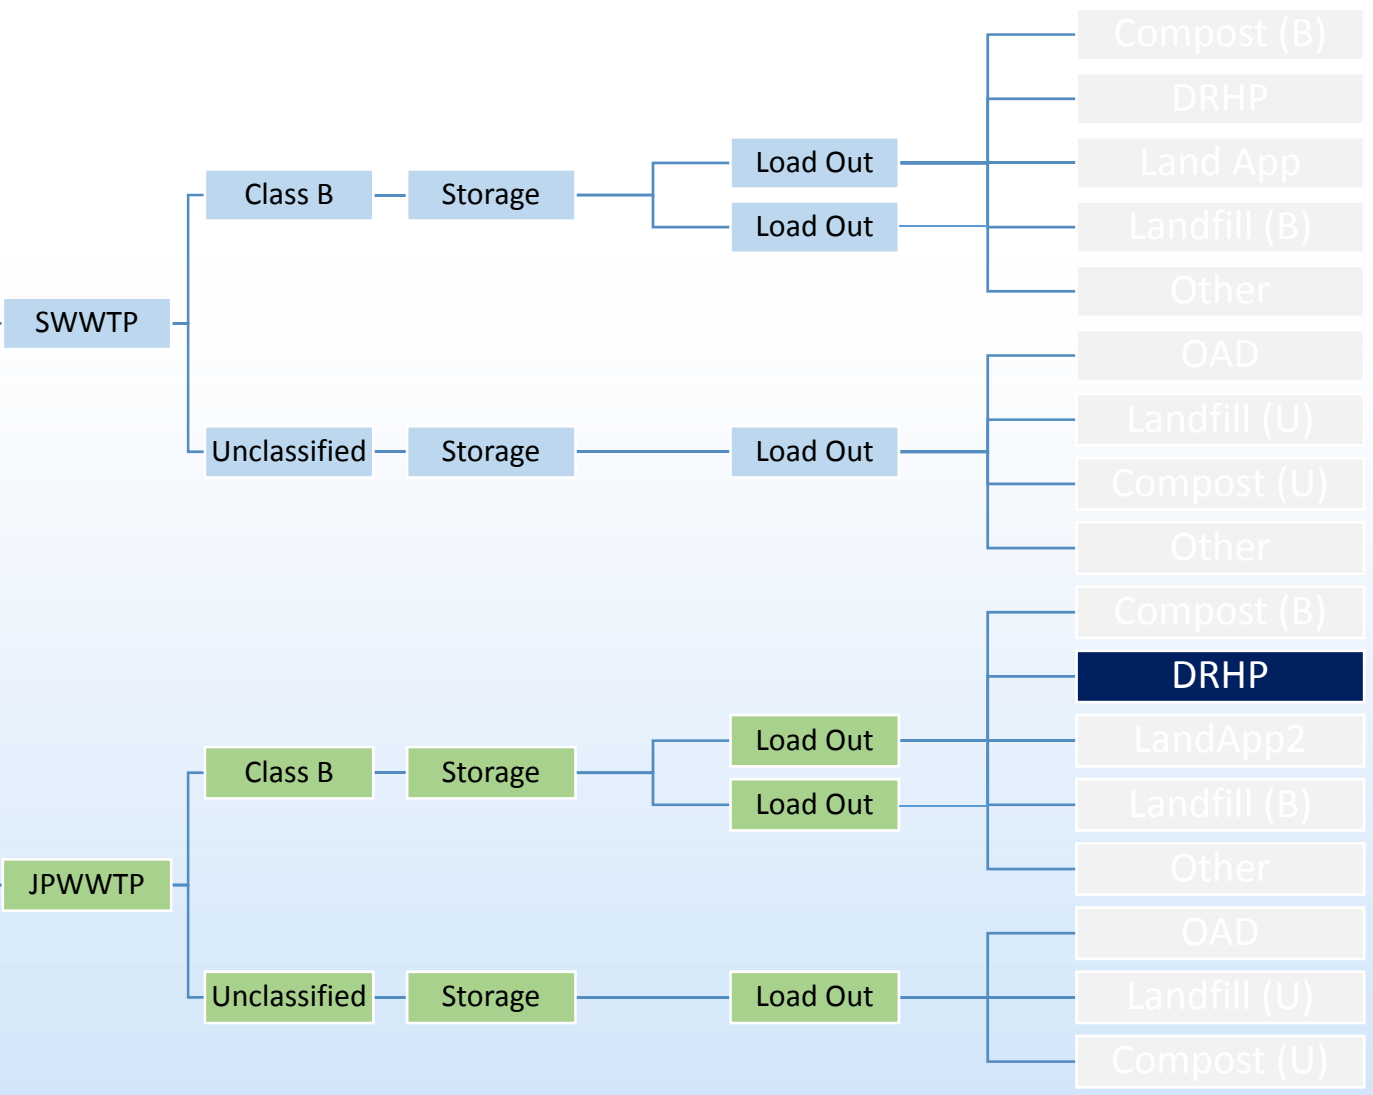 Compost (B)
DRHP
Load Out
Land App
Class B
Storage
Load Out
Landfill (B)
Other
SWWTP
OAD
Landfill (U)
Unclassified
Storage
Load Out
Compost (U)
Other
Compost (B)
DRHP
Load Out
LandApp2
Class B
Storage
Load Out
Landfill (B)
Other
JPWWTP
OAD
Unclassified
Storage
Load Out
Landfill (U)
Compost (U)